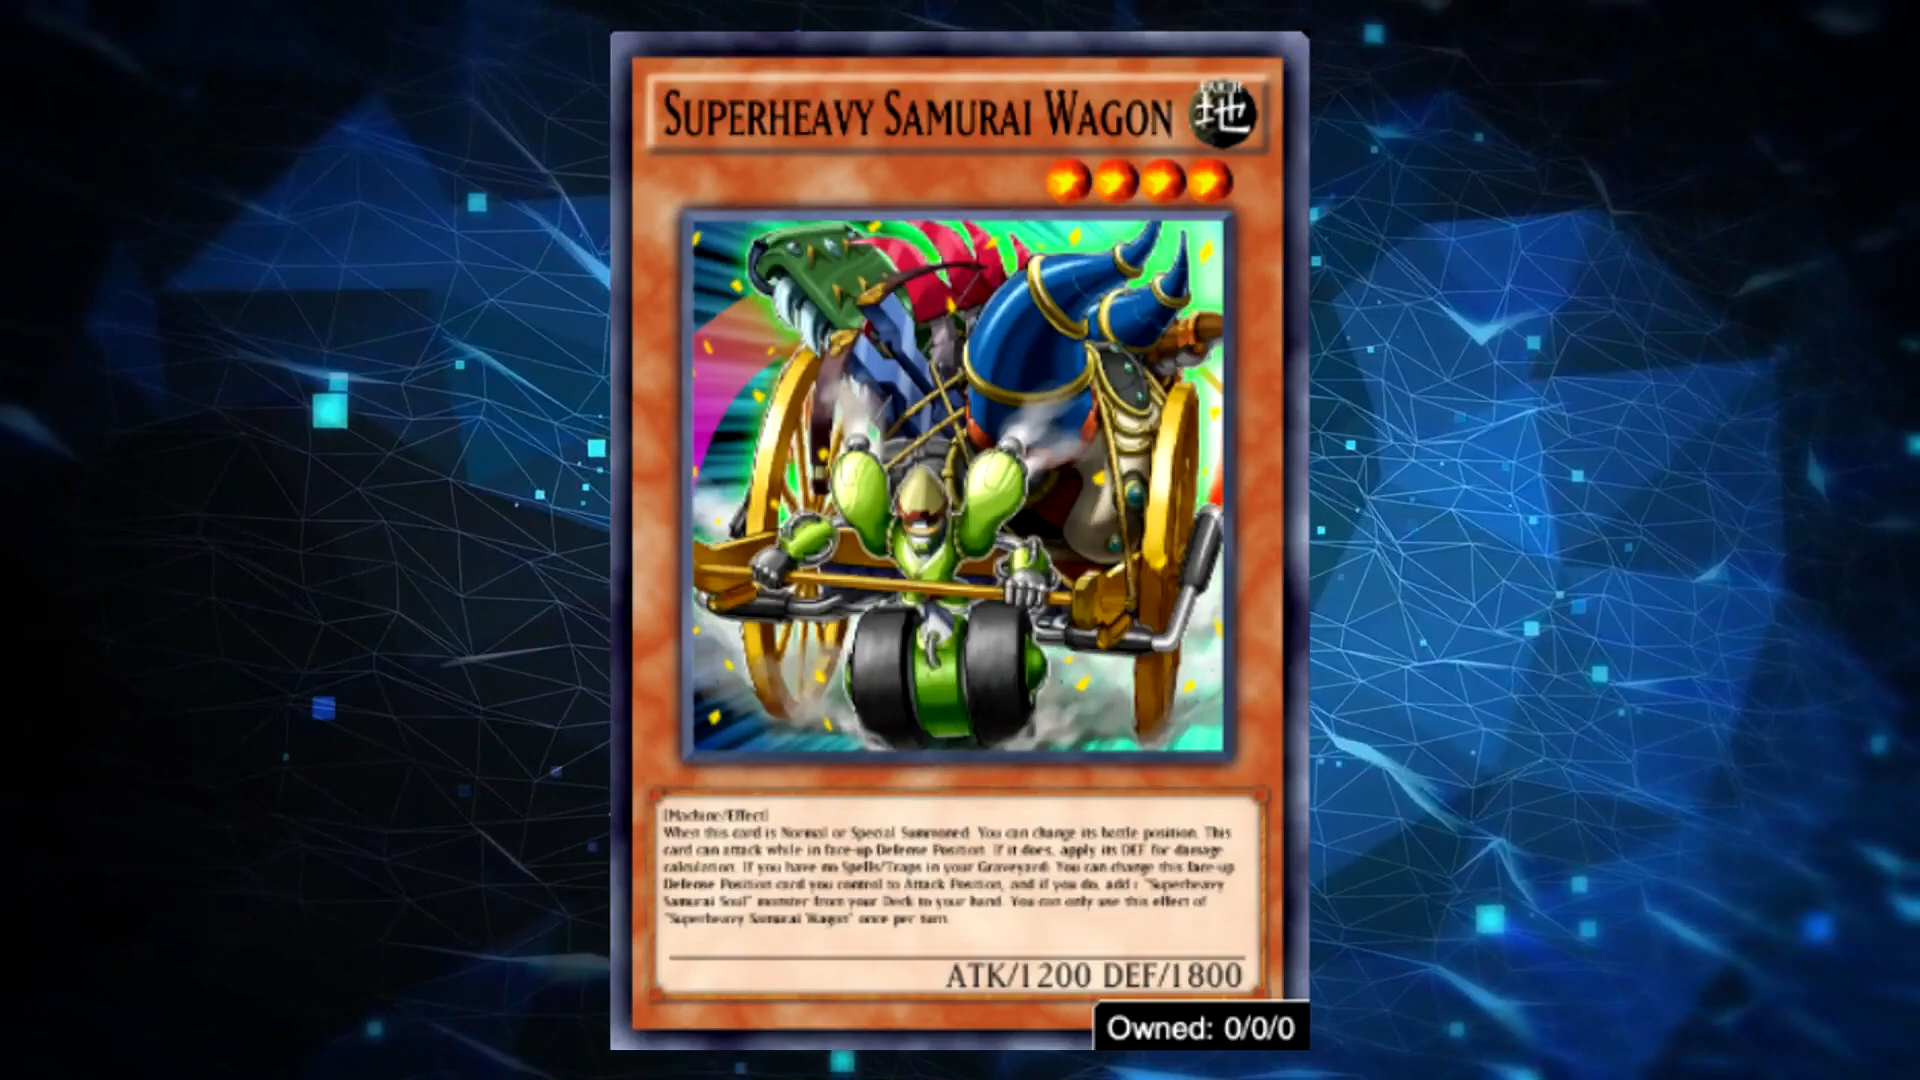 SUPERHEAVY SAMURAI WAGON
EARTH
地
[Machine/Effect]
When this card is Normal or Special Summoned: You can change its battle position. This
card can attack while in face-up Defense Position. If it does, apply its DEF for damage
calculation. If you have no Spells/Traps in your Graveyard: You can change this face-up
Defense Position card you control to Attack Position, and if you do, add 1 "Superheavy
Samurai Soul" monster from your Deck to your hand. You can only use this effect of
"Superheavy Samurai Wagon" once per turn.
ATK/1200 DEF/1800
Owned: 0/0/0